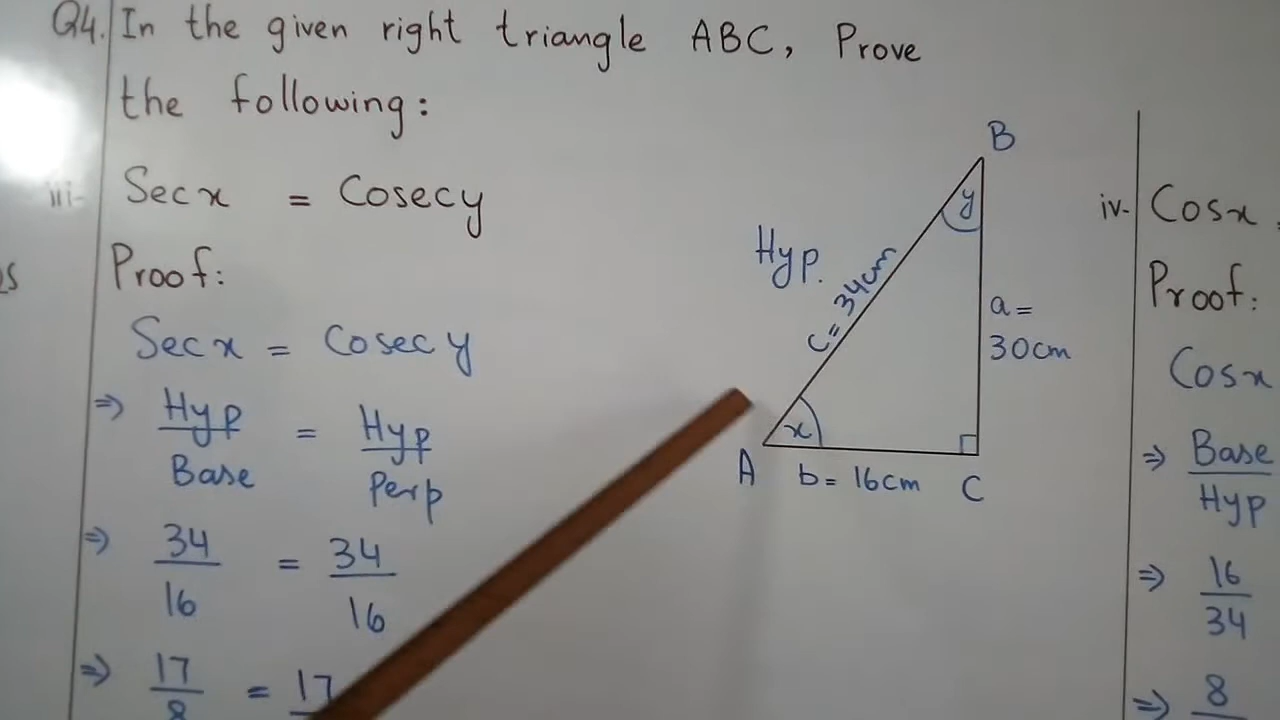 Q4. In the given right triangle ABC, Prove
the following:
iii- Secx = Cosecy
Proof:
Secx = Cosecy
⇒ Hyp/Base = Hyp/Perp
⇒ 34/16 = 34/16
⇒ 17/8 = 17
B
y
Hyp.
c = 34cm
a =
30cm
x
A
b = 16cm
C
iv- Cosx
Proof:
Cosx
⇒ Base/Hyp
⇒ 16/34
⇒ 8